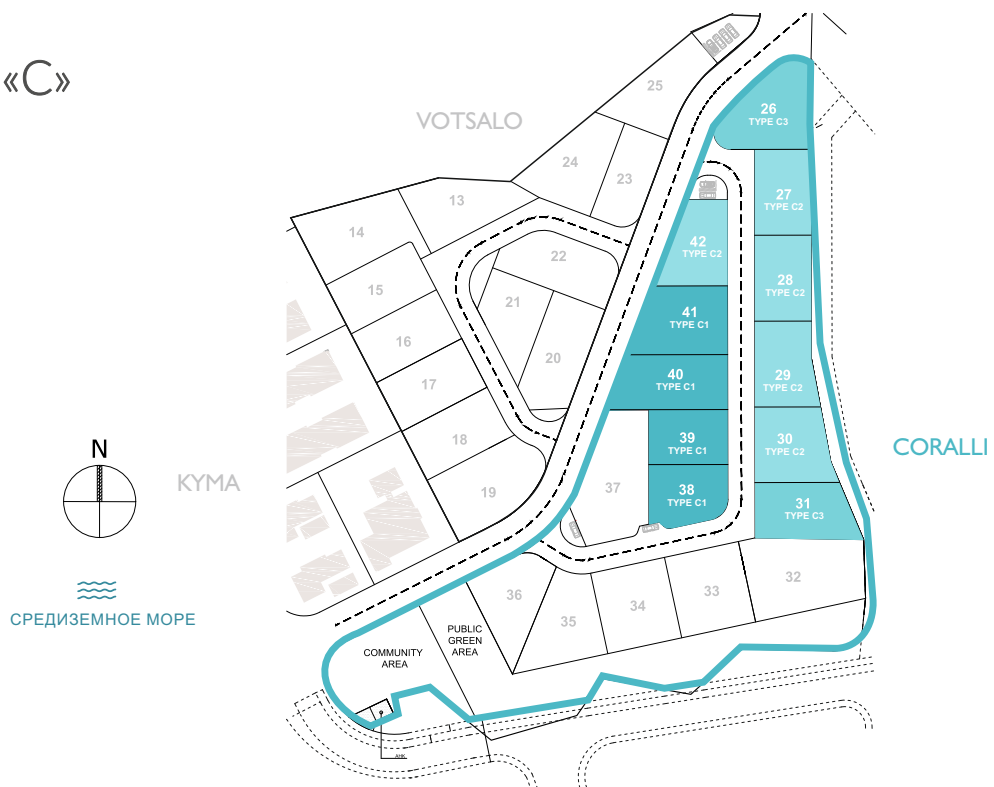 «C»
VOTSALO
25
24
23
13
14
22
15
21
16
20
17
18
19
26
TYPE C3
27
TYPE C2
42
TYPE C2
28
TYPE C2
41
TYPE C1
40
TYPE C1
29
TYPE C2
39
TYPE C1
30
TYPE C2
38
TYPE C1
37
31
TYPE C3
CORALLI
N
KYMA
СРЕДИЗЕМНОЕ МОРЕ
36
35
34
33
32
PUBLIC
GREEN
AREA
COMMUNITY
AREA
AHK